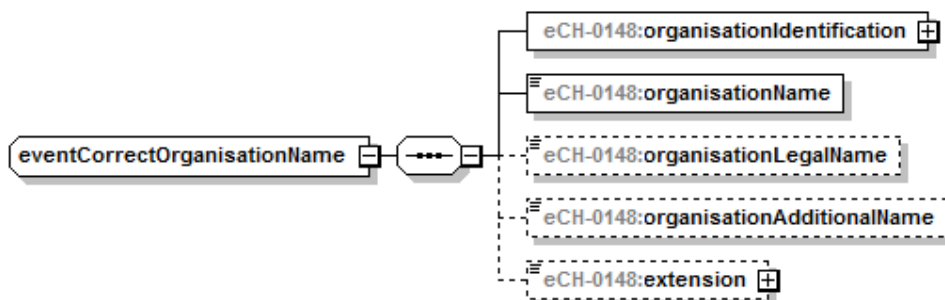 eCH-0148:organisationIdentification
eCH-0148:organisationName
eventCorrectOrganisationName
eCH-0148:organisationLegalName
eCH-0148:organisationAdditionalName
eCH-0148:extension